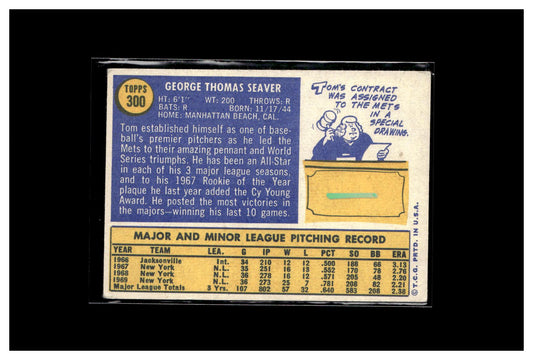 TOPPS
300
GEORGE THOMAS SEAVER
HT: 6'1" WT: 200 THROWS: R
BATS: R BORN: 11/17/44
HOME: MANHATTAN BEACH, CAL.
Tom established himself as one of base-
ball's premier pitchers as he led the
Mets to their amazing pennant and World
Series triumphs. He has been an All-Star
in each of his 3 major league seasons,
and to his 1967 Rookie of the Year
plaque he last year added the Cy Young
Award. He posted the most victories in
the majors—winning his last 10 games.
TOM'S CONTRACT
WAS ASSIGNED
TO THE METS
IN A
SPECIAL
DRAWING.
MAJOR AND MINOR LEAGUE PITCHING RECORD
YEAR TEAM LEA. G IP W L PCT SO BB ERA
1966 Jacksonville Int. 34 210 12 12 .500 188 66 3.13
1967 New York N.L. 35 251 16 13 .552 170 78 2.76
1968 New York N.L. 36 278 16 12 .571 205 48 2.20
1969 New York N.L. 36 273 25 7 .781 208 82 2.21
Major League Totals 3 Yrs. 107 802 57 32 .640 583 208 2.38
© T.C.G. PRTD. IN U.S.A.